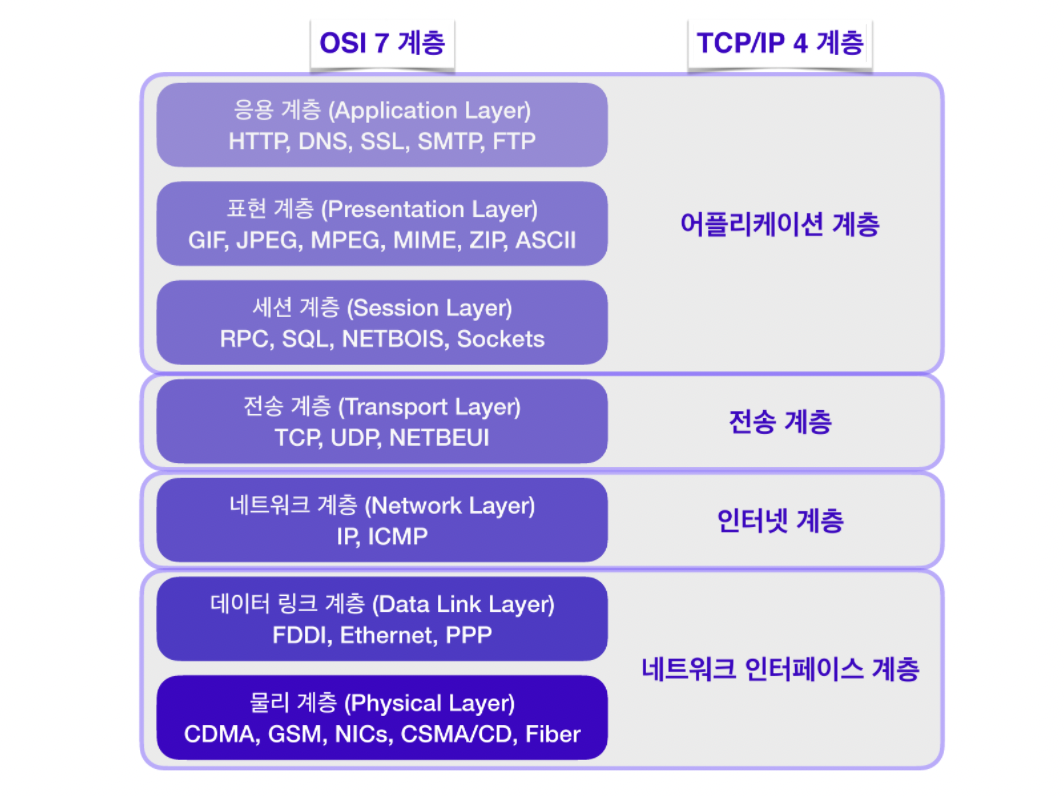 OSI 7 계층
TCP/IP 4 계층
응용 계층 (Application Layer)
HTTP, DNS, SSL, SMTP, FTP
표현 계층 (Presentation Layer)
GIF, JPEG, MPEG, MIME, ZIP, ASCII
세션 계층 (Session Layer)
RPC, SQL, NETBOIS, Sockets
어플리케이션 계층
전송 계층 (Transport Layer)
TCP, UDP, NETBEUI
전송 계층
네트워크 계층 (Network Layer)
IP, ICMP
인터넷 계층
데이터 링크 계층 (Data Link Layer)
FDDI, Ethernet, PPP
물리 계층 (Physical Layer)
CDMA, GSM, NICs, CSMA/CD, Fiber
네트워크 인터페이스 계층